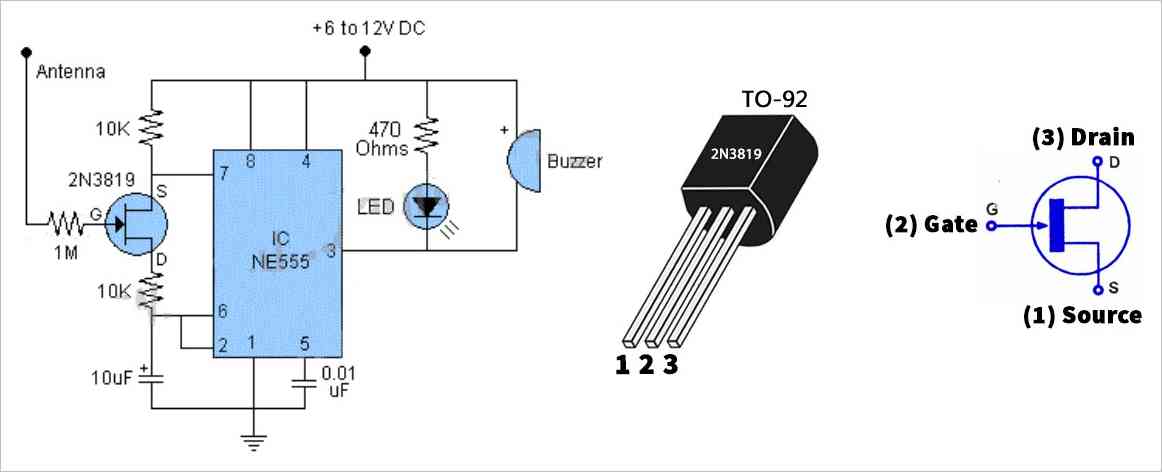 +6 to 12V DC
Antenna
10K
470
Ohms
+
Buzzer
8
4
7
2N3819
S
G
1M
D
LED
IC
NE555
3
10K
6
2
1
5
10uF
+
0.01
uF
TO-92
2N3819
1 2 3
(3) Drain
D
(2) Gate
G
S
(1) Source